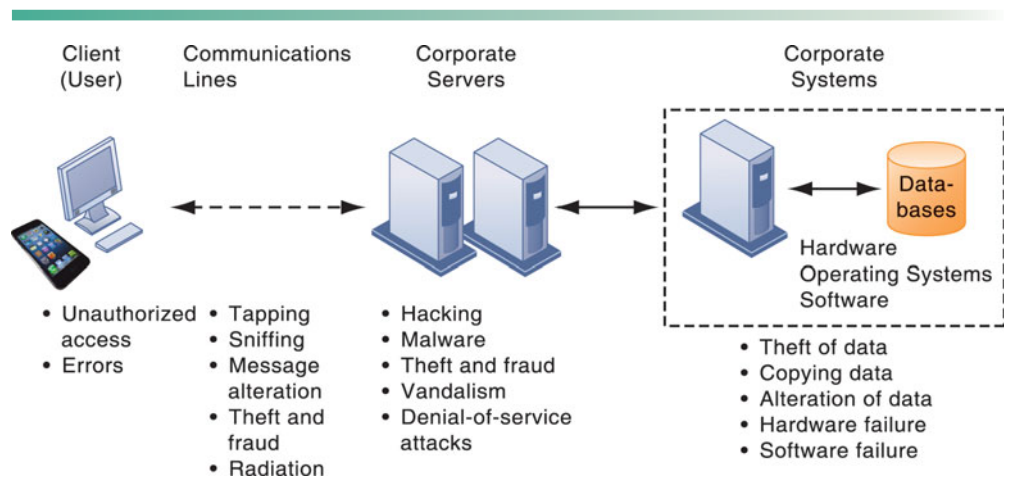 Client
(User)
Communications
Lines
Corporate
Servers
Corporate
Systems
Data-
bases
Hardware
Operating Systems
Software
• Unauthorized
access
• Errors
• Tapping
• Sniffing
• Message
alteration
• Theft and
fraud
• Radiation
• Hacking
• Malware
• Theft and fraud
• Vandalism
• Denial-of-service
attacks
• Theft of data
• Copying data
• Alteration of data
• Hardware failure
• Software failure